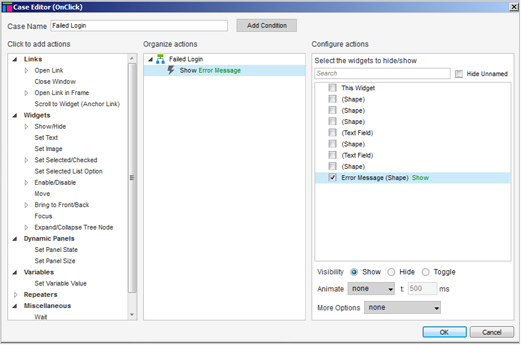 Case Editor (OnClick)
Case Name Failed Login Add Condition
Click to add actions
Links
Open Link
Close Window
Open Link in Frame
Scroll to Widget (Anchor Link)
Widgets
Show/Hide
Set Text
Set Image
Set Selected/Checked
Set Selected List Option
Enable/Disable
Move
Bring to Front/Back
Focus
Expand/Collapse Tree Node
Dynamic Panels
Set Panel State
Set Panel Size
Variables
Set Variable Value
Repeaters
Miscellaneous
Wait
Organize actions
Failed Login
Show Error Message
Configure actions
Select the widgets to hide/show
Search Hide Unnamed
This Widget
(Shape)
(Shape)
(Shape)
(Text Field)
(Shape)
(Text Field)
(Shape)
Error Message (Shape) Show
Visibility Show Hide Toggle
Animate none t: 500 ms
More Options none
OK Cancel